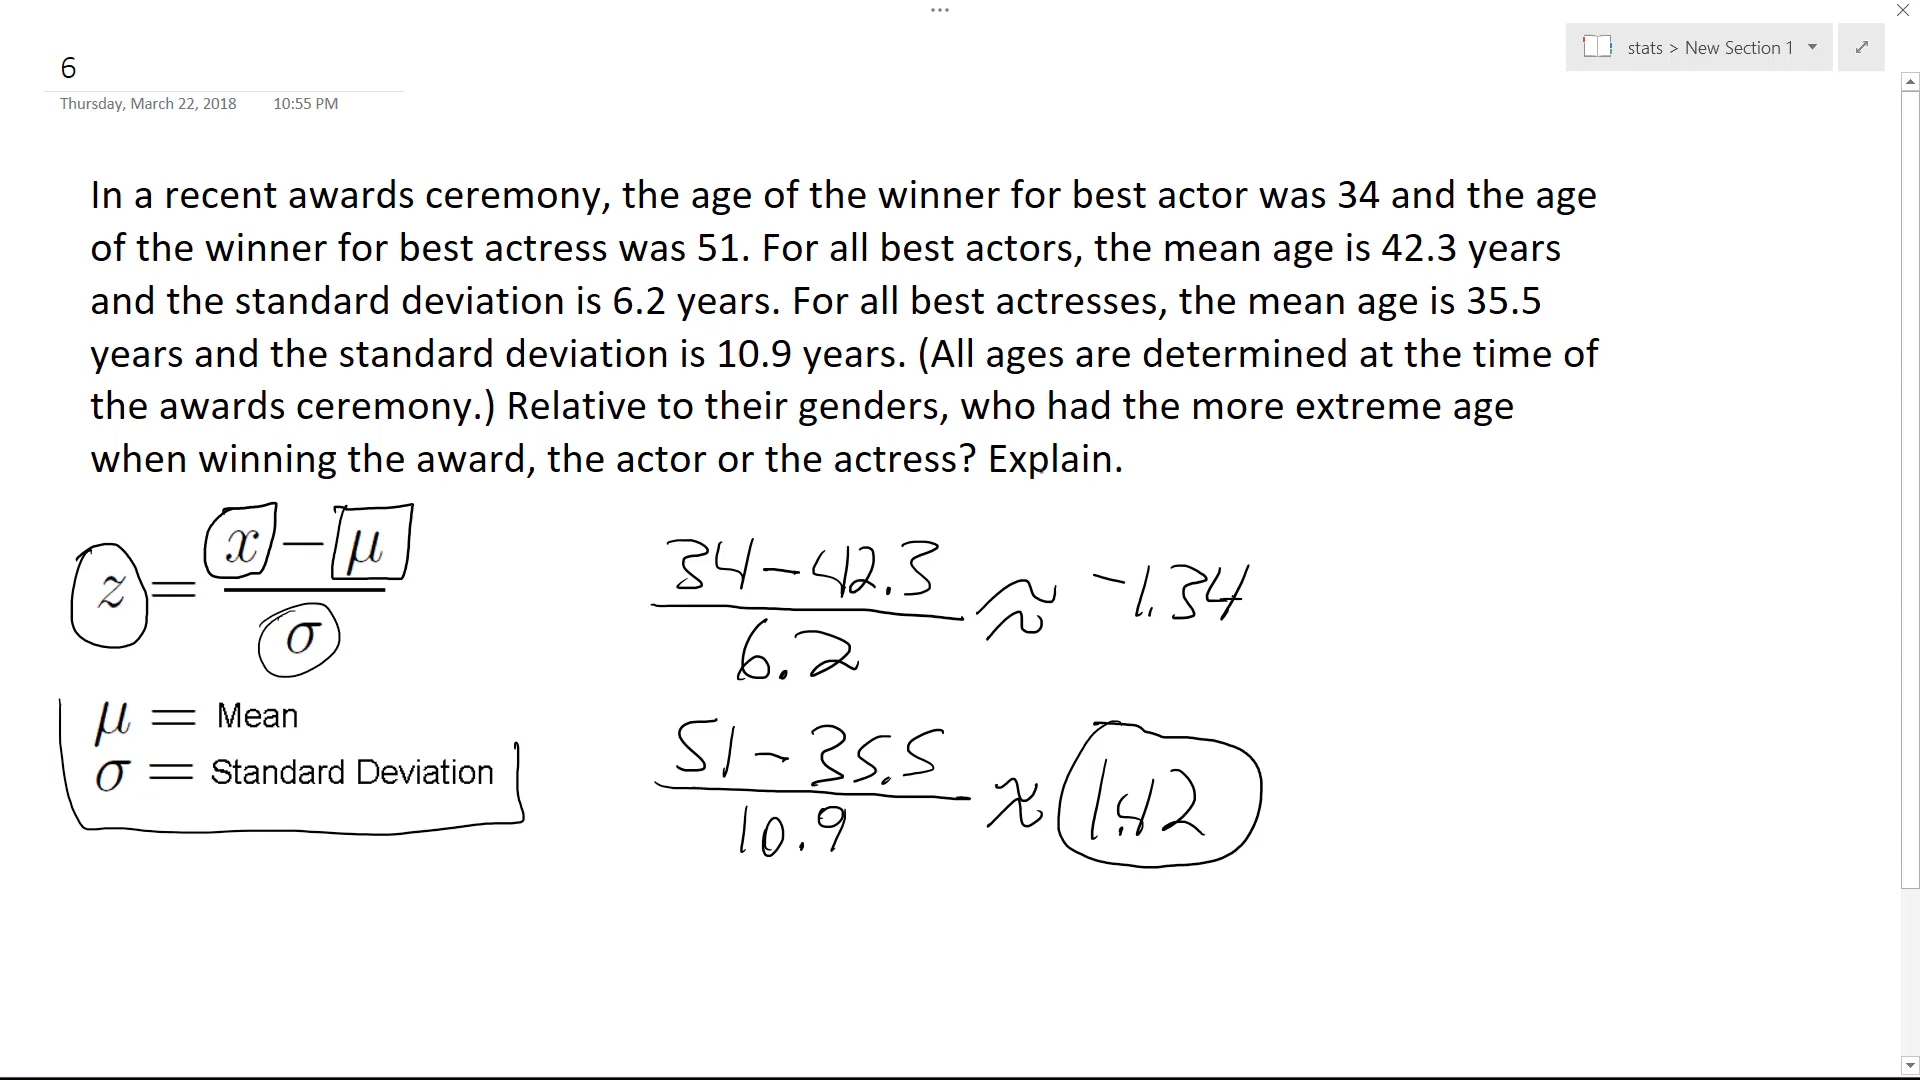 ...
stats > New Section 1
6
Thursday, March 22, 2018 10:55 PM
In a recent awards ceremony, the age of the winner for best actor was 34 and the age
of the winner for best actress was 51. For all best actors, the mean age is 42.3 years
and the standard deviation is 6.2 years. For all best actresses, the mean age is 35.5
years and the standard deviation is 10.9 years. (All ages are determined at the time of
the awards ceremony.) Relative to their genders, who had the more extreme age
when winning the award, the actor or the actress? Explain.
x − μ
z =
σ
μ = Mean
σ = Standard Deviation
34 − 42.3
≈ −1.34
6.2
51 − 35.5
≈ 1.42
10.9